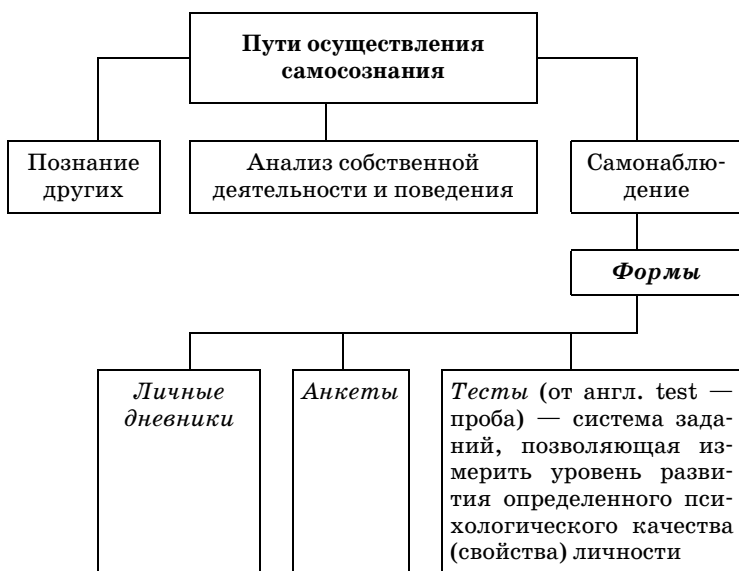 Пути осуществления
самосознания
Познание
других
Анализ собственной
деятельности и поведения
Самонаблю-
дение
Формы
Личные
дневники
Анкеты
Тесты (от англ. test —
проба) — система зада-
ний, позволяющая из-
мерить уровень разви-
тия определенного пси-
хологического качества
(свойства) личности